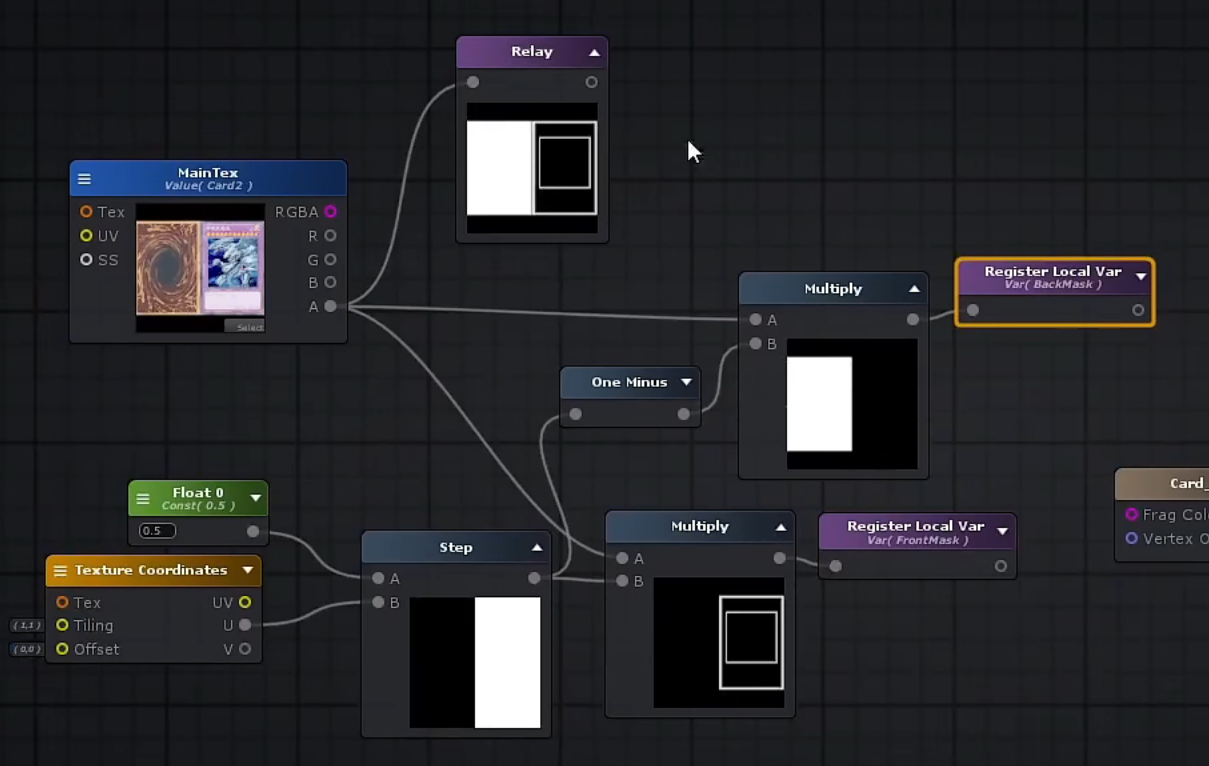 Relay
MainTex
Value( Card2 )
Tex
RGBA
UV
R
SS
G
B
A
Select
Register Local Var
Var( BackMask )
Multiply
A
B
One Minus
Float 0
Const( 0.5 )
0.5
Step
A
B
Multiply
A
B
Register Local Var
Var( FrontMask )
Card_
Frag Colo
Vertex O
Texture Coordinates
Tex
UV
(1,1)
Tiling
U
(0,0)
Offset
V